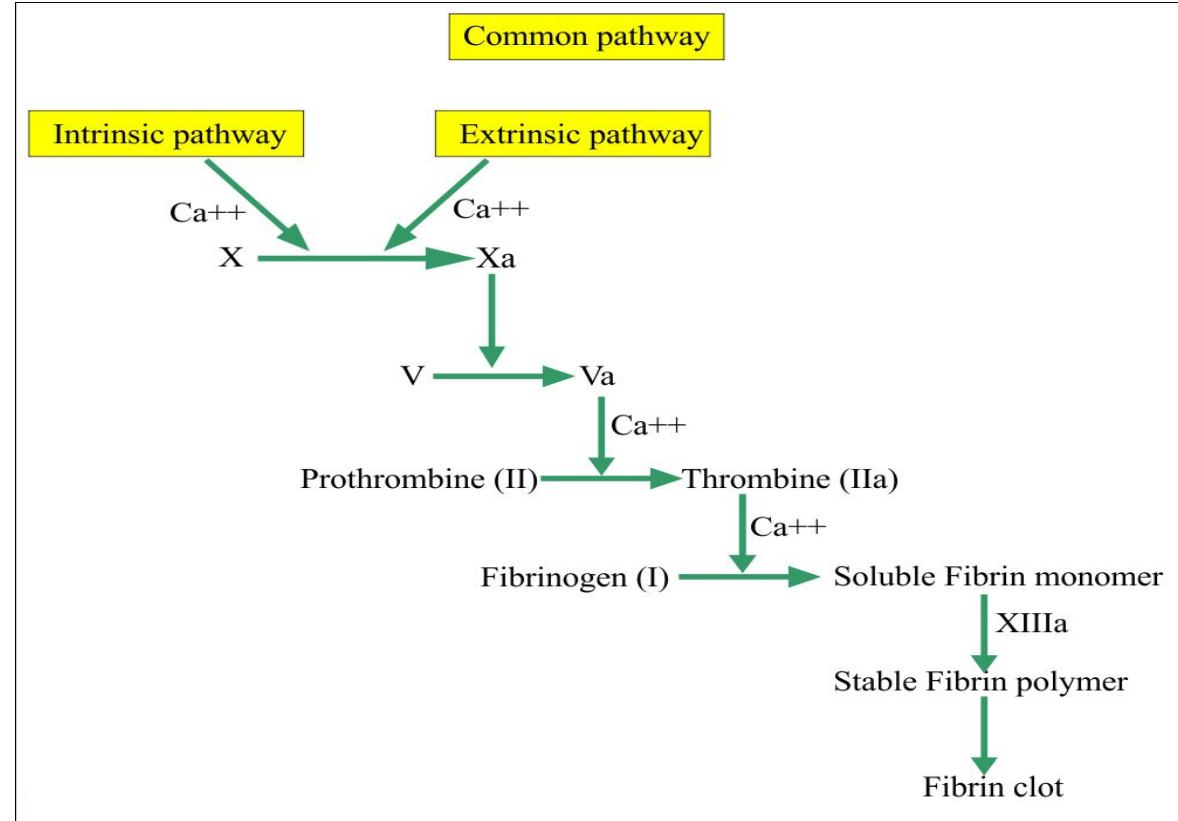 Common pathway
Intrinsic pathway
Extrinsic pathway
Ca++
Ca++
X
Xa
V
Va
Ca++
Prothrombine (II)
Thrombine (IIa)
Ca++
Fibrinogen (I)
Soluble Fibrin monomer
XIIIa
Stable Fibrin polymer
Fibrin clot